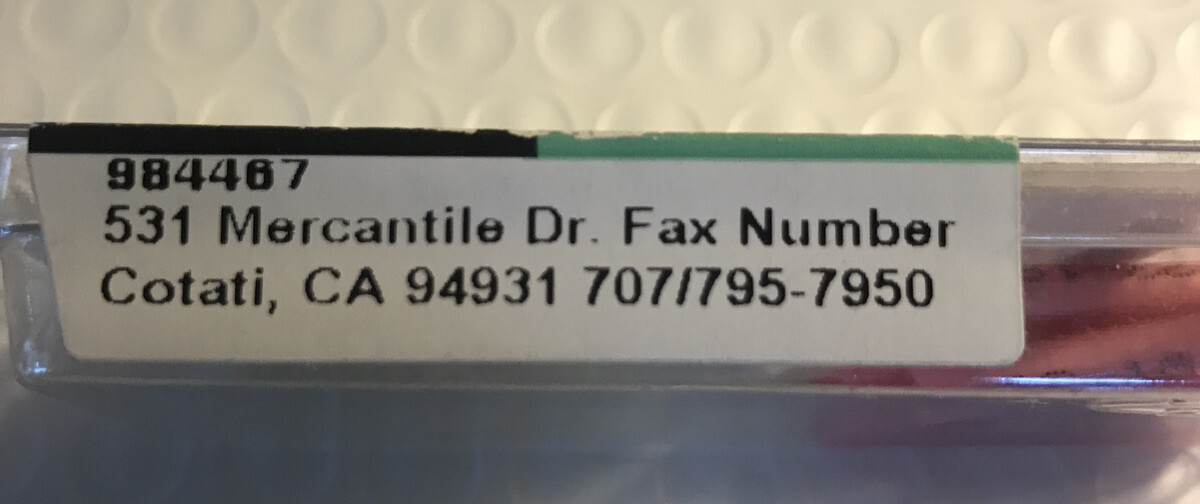 984467
531 Mercantile Dr. Fax Number
Cotati, CA 94931 707/795-7950